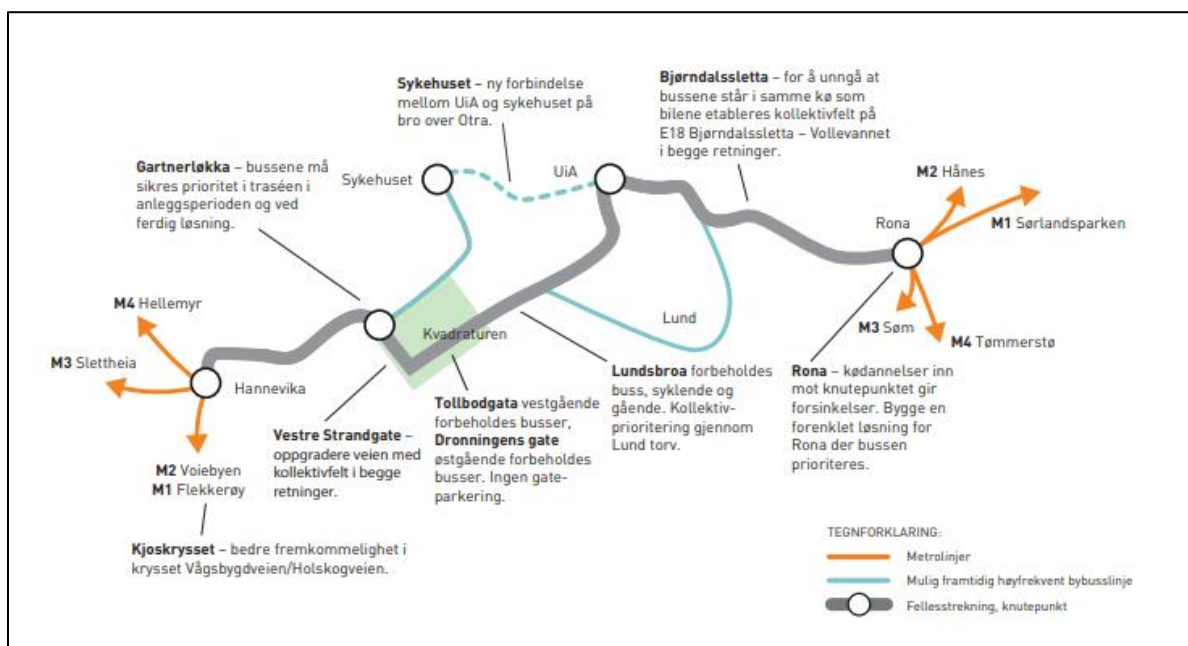 Sykehuset – ny forbindelse
mellom UiA og sykehuset på
bro over Otra.
Bjørndalssletta – for å unngå at
bussene står i samme kø som
bilene etableres kollektivfelt på
E18 Bjørndalssletta – Vollevannet
i begge retninger.
Gartnerløkka – bussene må
sikres prioritet i traséen i
anleggsperioden og ved
ferdig løsning.
Sykehuset
UiA
M2 Hånes
Rona
M1 Sørlandsparken
M4 Hellemyr
M3 Slettheia
Hannevika
Kvadraturen
Lund
M3 Søm
M4 Tømmerstø
M2 Voiebyen
M1 Flekkerøy
Vestre Strandgate –
oppgradere veien med
kollektivfelt i begge
retninger.
Tollbodgata vestgående
forbeholdes busser,
Dronningens gate
østgående forbeholdes
busser. Ingen gate-
parkering.
Lundsbroa forbeholdes
buss, syklende og
gående. Kollektiv-
prioritering gjennom
Lund torv.
Rona – kødannelser inn
mot knutepunktet gir
forsinkelser. Bygge en
forenklet løsning for
Rona der bussen
prioriteres.
Kjoskrysset – bedre fremkommelighet i
krysset Vågsbygdveien/Holskogveien.
TEGNFORKLARING:
Metrolinjer
Mulig framtidig høyfrekvent bybusslinje
Fellesstrekning, knutepunkt